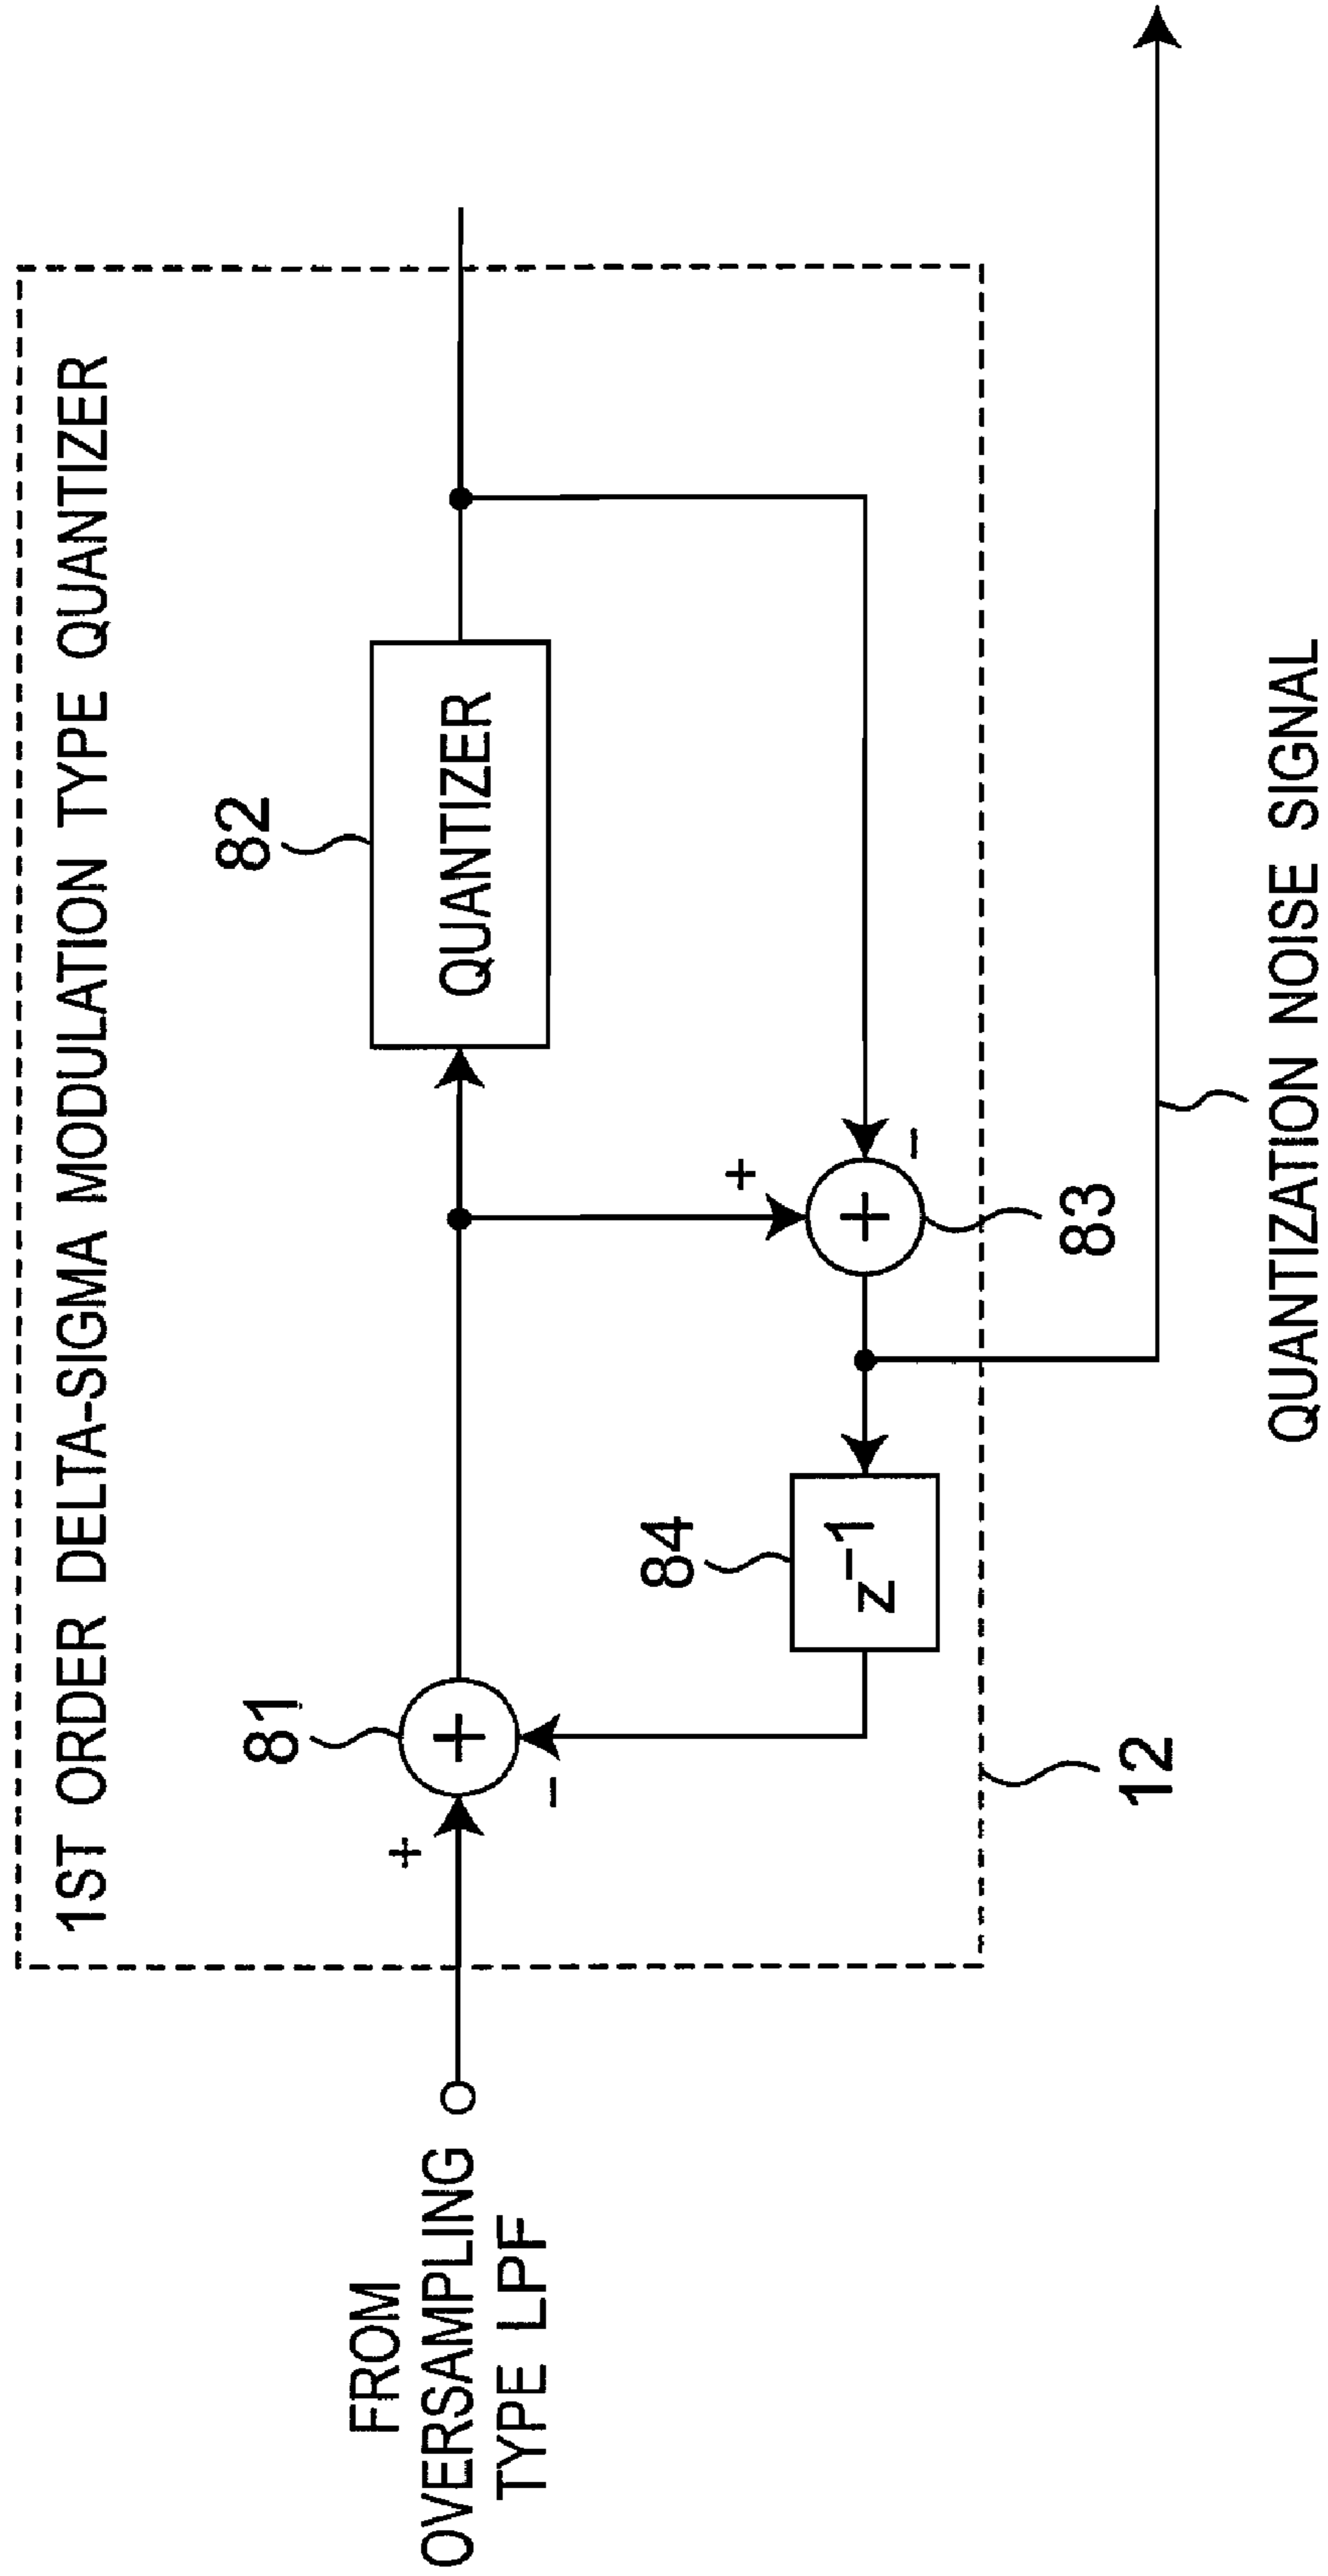 1ST ORDER DELTA-SIGMA MODULATION TYPE QUANTIZER
82
QUANTIZER
81
+
+
−
FROM
OVERSAMPLING
TYPE LPF
84
z⁻¹
+
+
−
83
12
QUANTIZATION NOISE SIGNAL